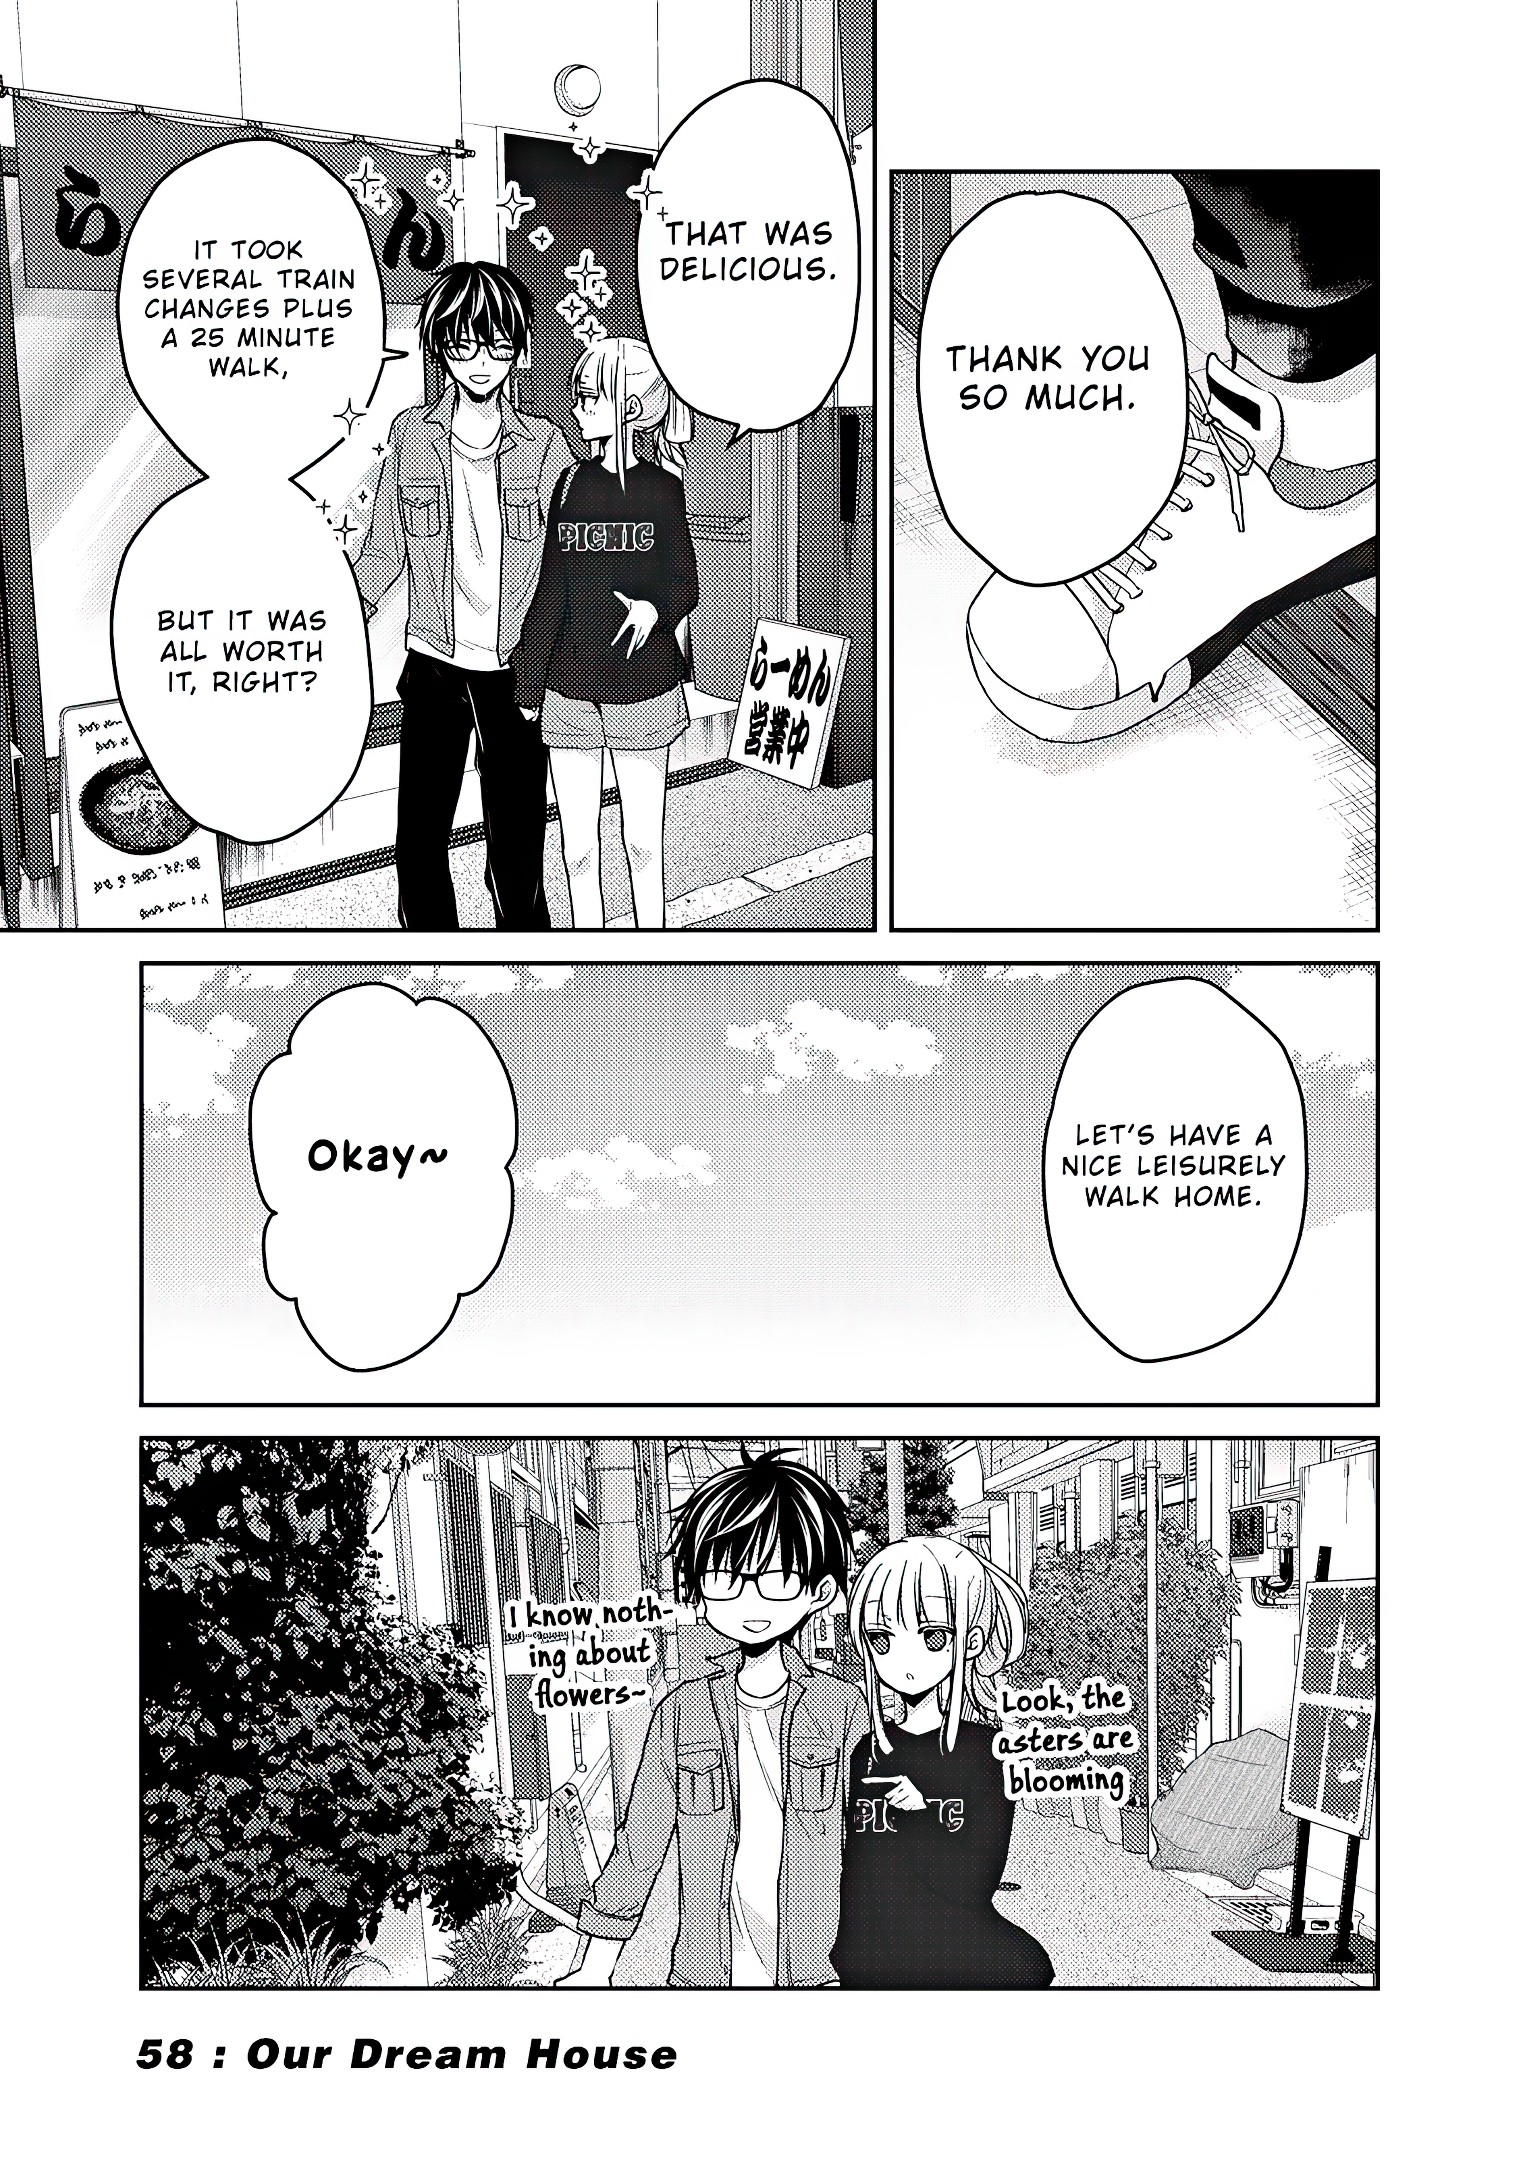 THANK YOU
SO MUCH.
THAT WAS
DELICIOUS.
IT TOOK
SEVERAL TRAIN
CHANGES PLUS
A 25 MINUTE
WALK,
BUT IT WAS
ALL WORTH
IT, RIGHT?
ら
ん
PICNIC
らーめん
営業中
LET'S HAVE A
NICE LEISURELY
WALK HOME.
Okay~
Look, the
asters are
blooming
I know noth-
ing about
flowers~
58 : Our Dream House